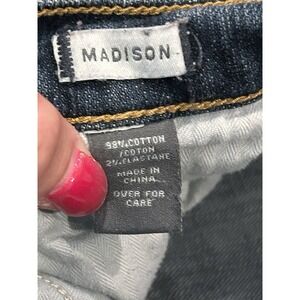 MADISON
98% COTTON
/COTON
2% ELASTANE
MADE IN
CHINA
OVER FOR
CARE